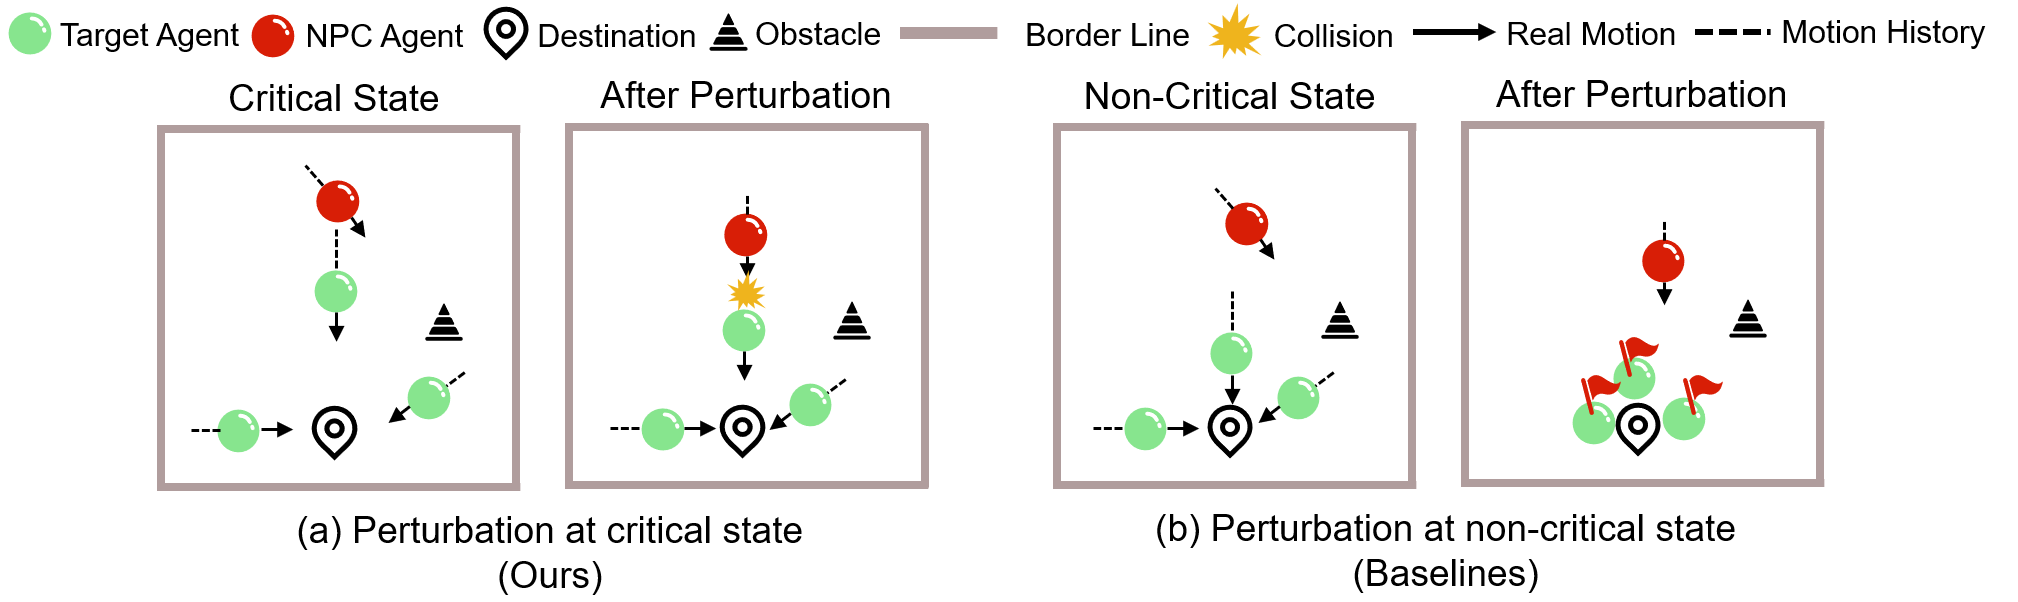 Target Agent NPC Agent Destination Obstacle Border Line Collision Real Motion Motion History
Critical State After Perturbation Non-Critical State After Perturbation
(a) Perturbation at critical state
(Ours)
(b) Perturbation at non-critical state
(Baselines)